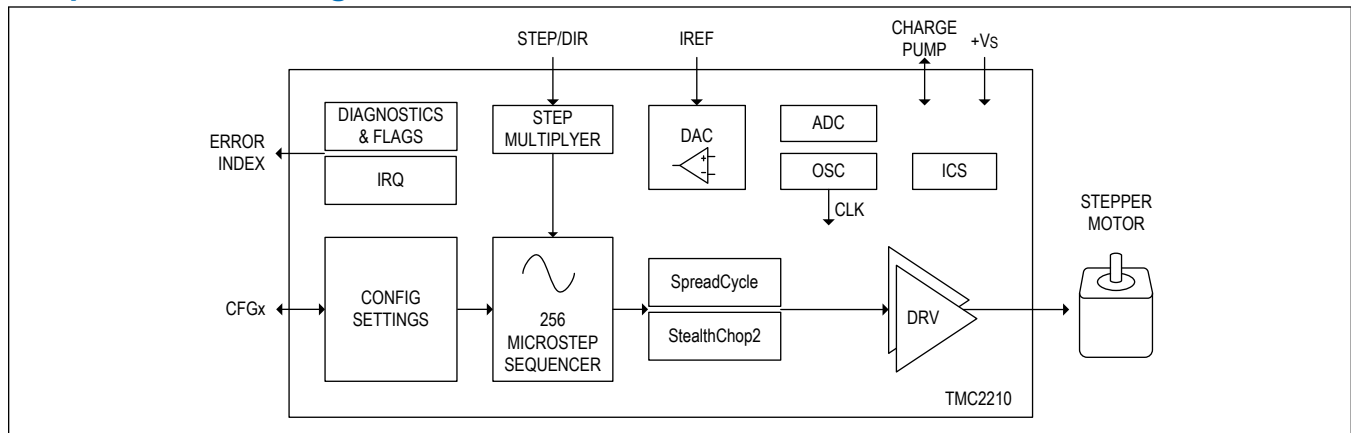 STEP/DIR
IREF
CHARGE
PUMP
+VS
DIAGNOSTICS
& FLAGS
STEP
MULTIPLYER
DAC
+
-
ADC
ERROR
INDEX
IRQ
OSC
ICS
CLK
STEPPER
MOTOR
CFGx
CONFIG
SETTINGS
256
MICROSTEP
SEQUENCER
SpreadCycle
StealthChop2
DRV
TMC2210